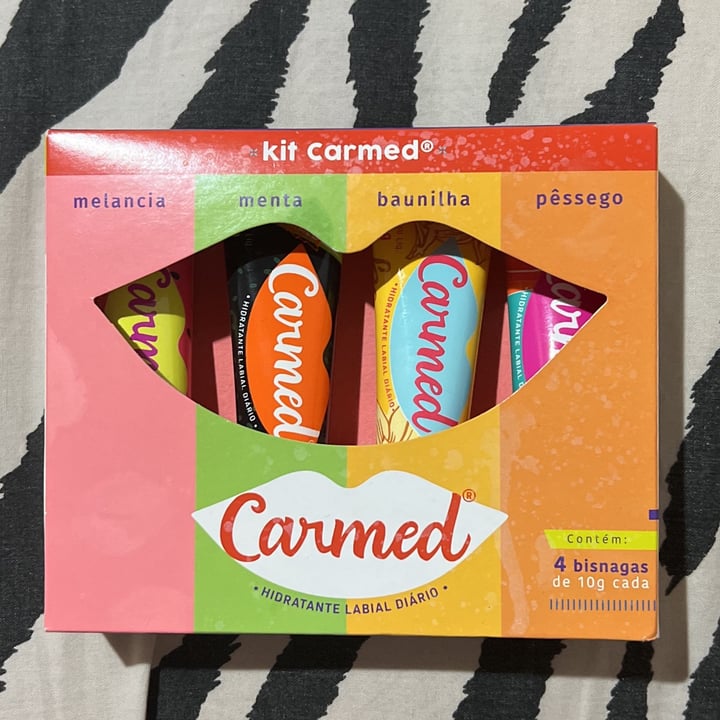 kit Carmed®
melancia
menta
baunilha
pêssego
Carmed
Carmed
• HIDRATANTE LABIAL DIÁRIO •
Carmed
• HIDRATANTE LABIAL DIÁRIO •
Carmed®
• HIDRATANTE LABIAL DIÁRIO •
Contém:
4 bisnagas
de 10g cada